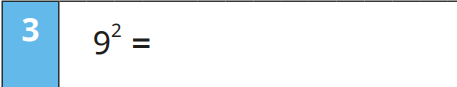 3 9² =